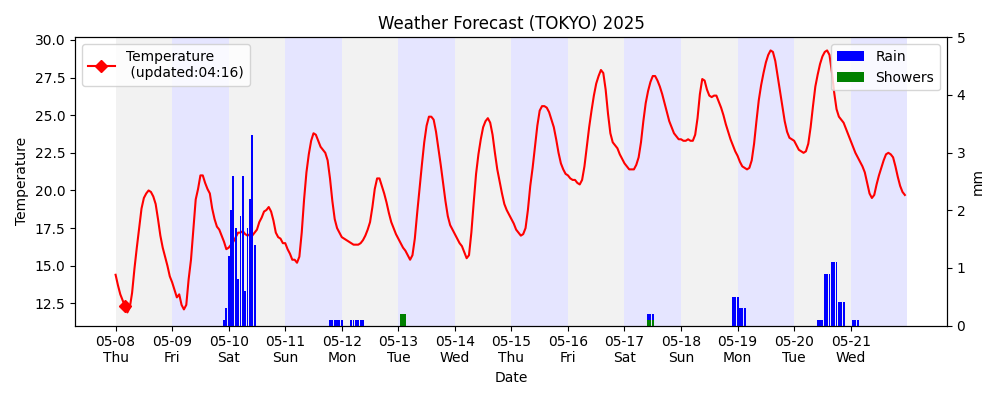 Weather Forecast (TOKYO) 2025
Temperature
(updated:04:16)
Rain
Showers
30.0
27.5
25.0
22.5
20.0
17.5
15.0
12.5
Temperature
5
4
3
2
1
0
mm
05-08 05-09 05-10 05-11 05-12 05-13 05-14 05-15 05-16 05-17 05-18 05-19 05-20 05-21
Thu Fri Sat Sun Mon Tue Wed Thu Fri Sat Sun Mon Tue Wed
Date